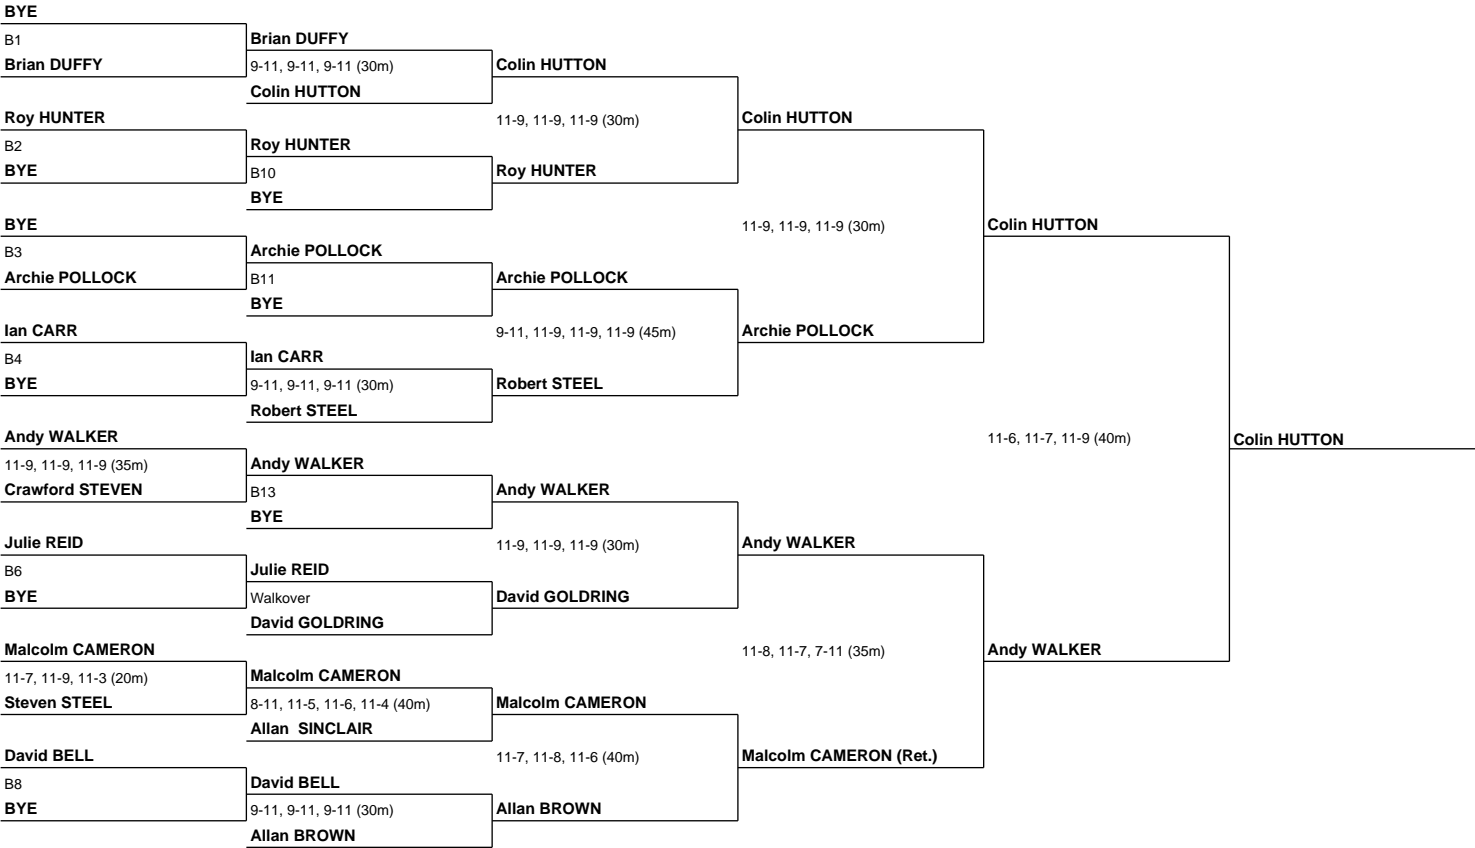 BYE
B1
Brian DUFFY
Roy HUNTER
B2
BYE
BYE
B3
Archie POLLOCK
Ian CARR
B4
BYE
Andy WALKER
11-9, 11-9, 11-9 (35m)
Crawford STEVEN
Julie REID
B6
BYE
Malcolm CAMERON
11-7, 11-9, 11-3 (20m)
Steven STEEL
David BELL
B8
BYE
Brian DUFFY
9-11, 9-11, 9-11 (30m)
Colin HUTTON
Roy HUNTER
B10
BYE
Archie POLLOCK
B11
BYE
Ian CARR
9-11, 9-11, 9-11 (30m)
Robert STEEL
Andy WALKER
B13
BYE
Julie REID
Walkover
David GOLDRING
Malcolm CAMERON
8-11, 11-5, 11-6, 11-4 (40m)
Allan  SINCLAIR
David BELL
9-11, 9-11, 9-11 (30m)
Allan BROWN
Colin HUTTON
11-9, 11-9, 11-9 (30m)
Roy HUNTER
Archie POLLOCK
9-11, 11-9, 11-9, 11-9 (45m)
Robert STEEL
Andy WALKER
11-9, 11-9, 11-9 (30m)
David GOLDRING
Malcolm CAMERON
11-7, 11-8, 11-6 (40m)
Allan BROWN
Colin HUTTON
11-9, 11-9, 11-9 (30m)
Archie POLLOCK
Andy WALKER
11-8, 11-7, 7-11 (35m)
Malcolm CAMERON (Ret.)
Colin HUTTON
11-6, 11-7, 11-9 (40m)
Andy WALKER
Colin HUTTON